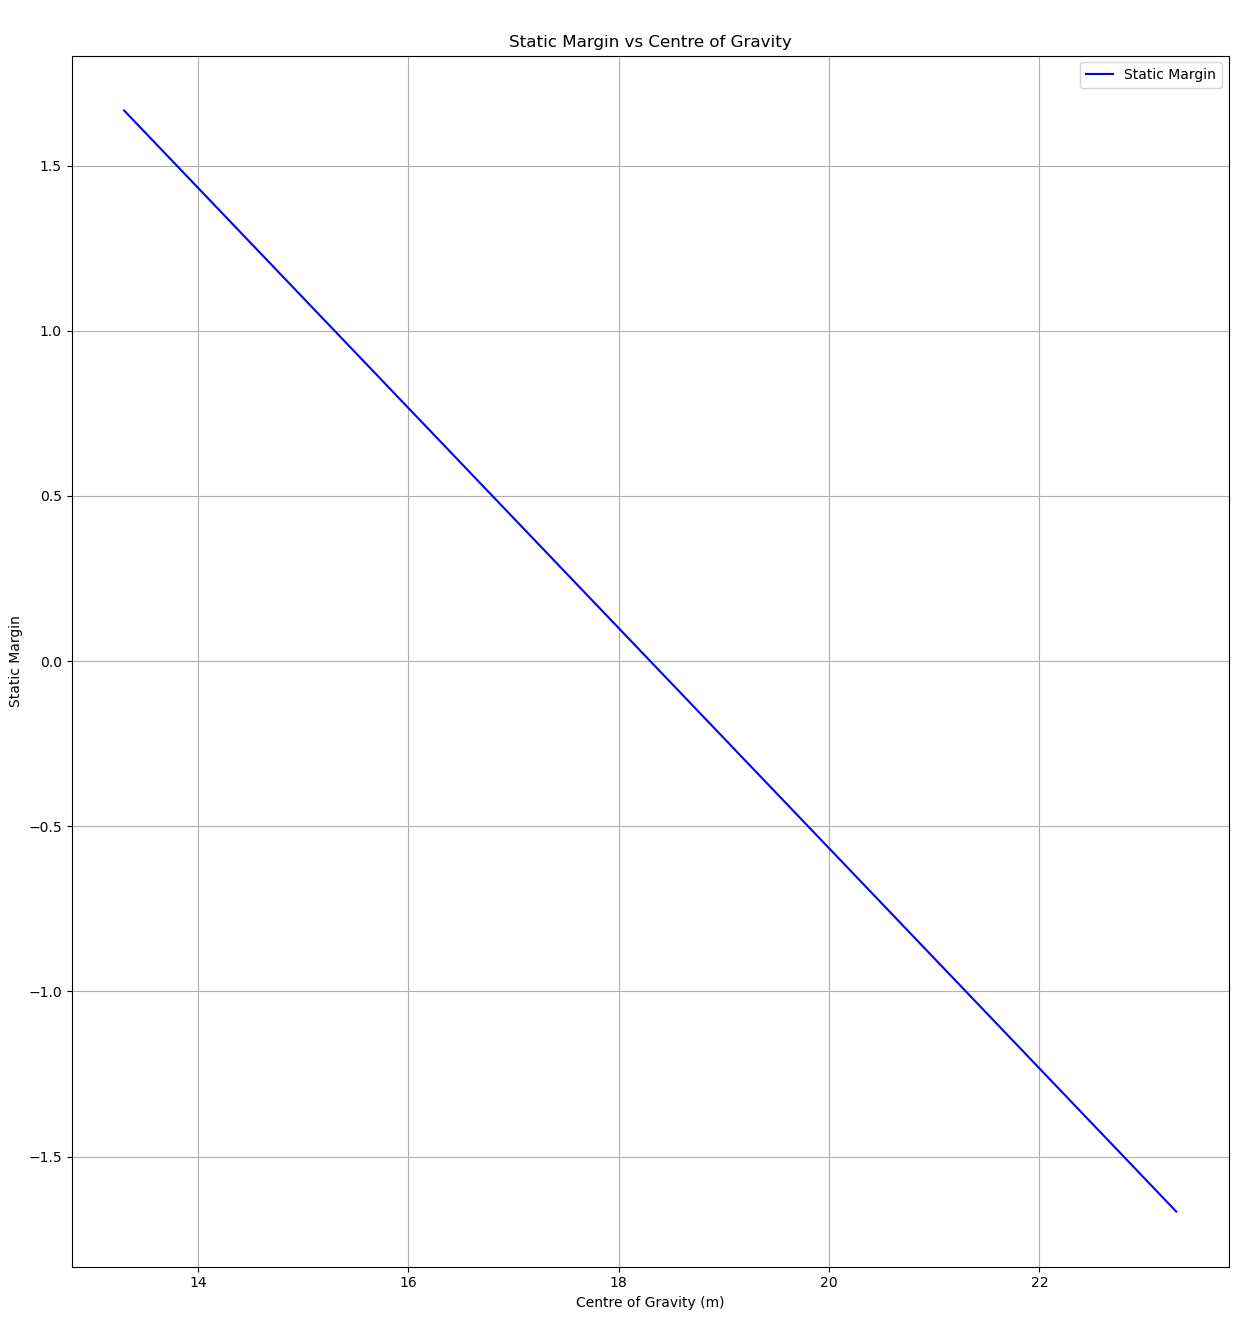 Static Margin vs Centre of Gravity
Static Margin
1.5
1.0
0.5
0.0
−0.5
−1.0
−1.5
Static Margin
14 16 18 20 22
Centre of Gravity (m)